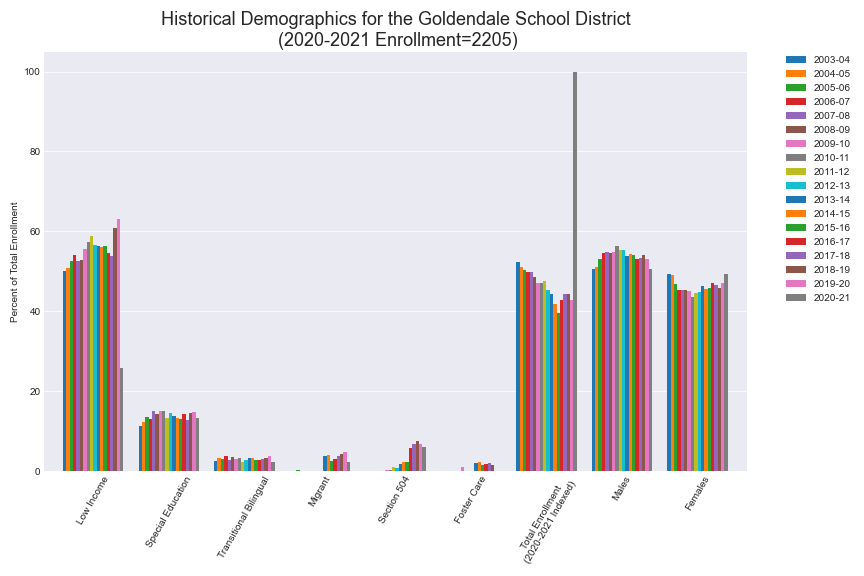 Historical Demographics for the Goldendale School District
(2020-2021 Enrollment=2205)
Percent of Total Enrollment
100
80
60
40
20
0
Low Income
Special Education
Transitional Bilingual
Migrant
Section 504
Foster Care
Total Enrollment
(2020-2021 Indexed)
Males
Females
2003-04
2004-05
2005-06
2006-07
2007-08
2008-09
2009-10
2010-11
2011-12
2012-13
2013-14
2014-15
2015-16
2016-17
2017-18
2018-19
2019-20
2020-21